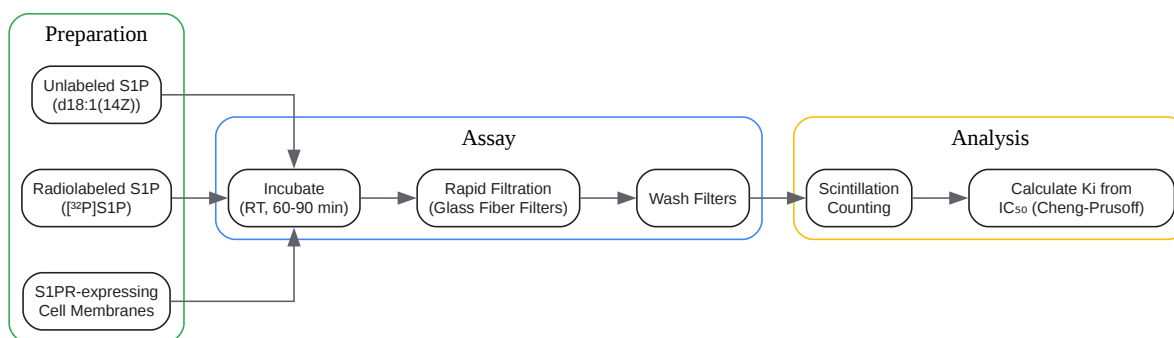 Preparation
Unlabeled S1P
(d18:1(14Z))
Radiolabeled S1P
([³²P]S1P)
S1PR-expressing
Cell Membranes
Assay
Incubate
(RT, 60-90 min)
Rapid Filtration
(Glass Fiber Filters)
Wash Filters
Analysis
Scintillation
Counting
Calculate Ki from
IC₅₀ (Cheng-Prusoff)